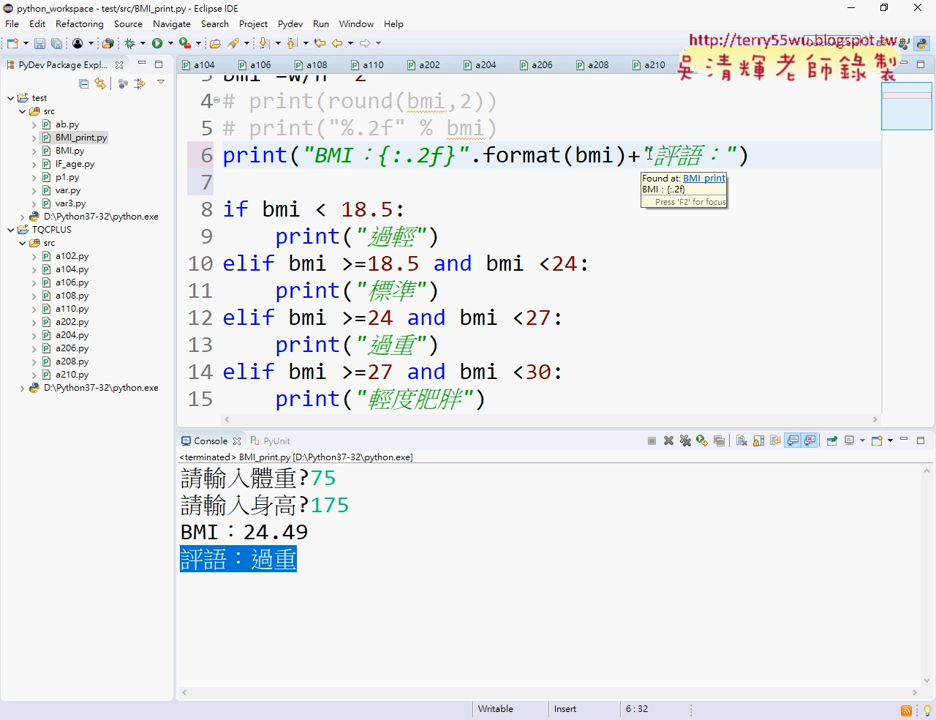 python_workspace - test/src/BMI_print.py - Eclipse IDE
File Edit Refactoring Source Navigate Search Project Pydev Run Window Help
http://terry55wu.blogspot.tw
吳清輝老師錄製
PyDev Package Expl...
a104 a106 a108 a110 a202 a204 a206 a208 a210
test
src
ab.py
BMI_print.py
BMI.py
IF_age.py
p1.py
var.py
var3.py
D:\Python37-32\python.exe
TQCPLUS
src
a102.py
a104.py
a106.py
a108.py
a110.py
a202.py
a204.py
a206.py
a208.py
a210.py
D:\Python37-32\python.exe
4 # print(round(bmi,2))
5 # print("%.2f" % bmi)
6 print("BMI：{:.2f}".format(bmi)+"評語：")
7
8 if bmi < 18.5:
9 print("過輕")
10 elif bmi >=18.5 and bmi <24:
11 print("標準")
12 elif bmi >=24 and bmi <27:
13 print("過重")
14 elif bmi >=27 and bmi <30:
15 print("輕度肥胖")
Found at: BMI_print
BMI：{:.2f}
Press 'F2' for focus
Console PyUnit
<terminated> BMI_print.py [D:\Python37-32\python.exe]
請輸入體重?75
請輸入身高?175
BMI：24.49
評語：過重
Writable Insert 6 : 32